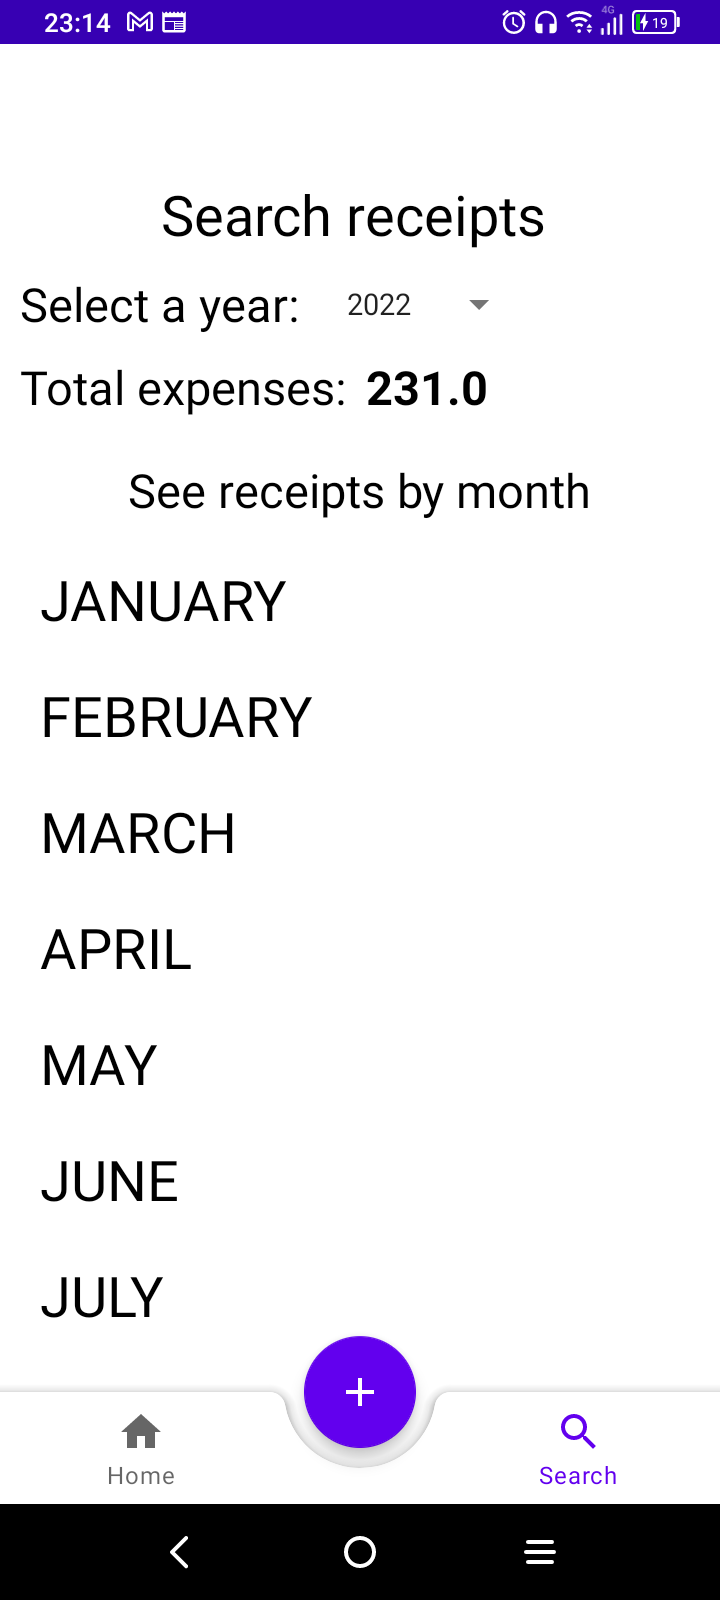 23:14 4G 19
Search receipts
Select a year: 2022
Total expenses: 231.0
See receipts by month
JANUARY
FEBRUARY
MARCH
APRIL
MAY
JUNE
JULY
Home Search